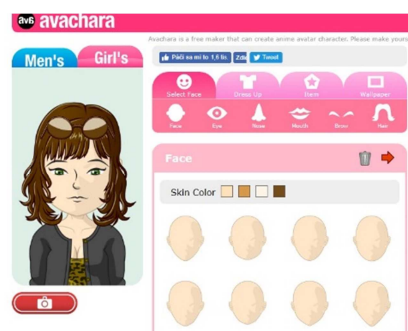 ava avachara
Avachara is a free maker that can create anime avatar character. Please make yours
Men's Girl's
Páči sa mi to 1,6 tis Zdie Tweet
Select Face Dress Up Item Wallpaper
Face Eye Nose Mouth Brow Hair
Face
Skin Color